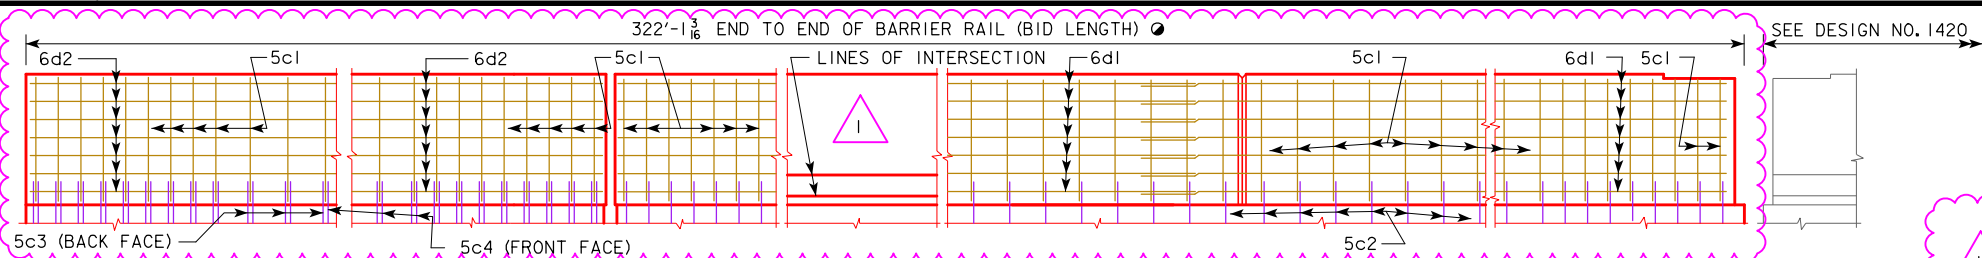 322'-1 3/16 END TO END OF BARRIER RAIL (BID LENGTH)
SEE DESIGN NO. 1420
6d2
5c1
6d2
5c1
LINES OF INTERSECTION
6d1
5c1
6d1
5c1
1
5c3 (BACK FACE)
5c4 (FRONT FACE)
5c2